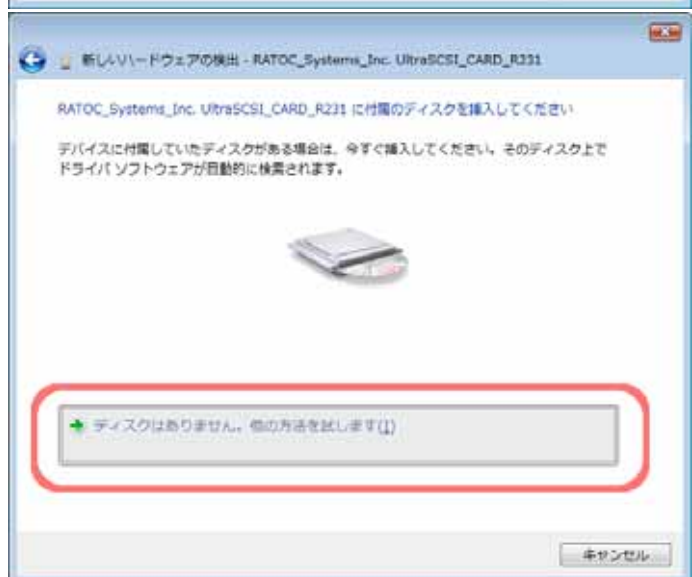 新しいハードウェアの検出 - RATOC_Systems_Inc. UltraSCSI_CARD_R231
RATOC_Systems_Inc. UltraSCSI_CARD_R231 に付属のディスクを挿入してください
デバイスに付属していたディスクがある場合は、今すぐ挿入してください。そのディスク上で
ドライバ ソフトウェアが自動的に検索されます。
ディスクはありません。他の方法を試します(I)
キャンセル